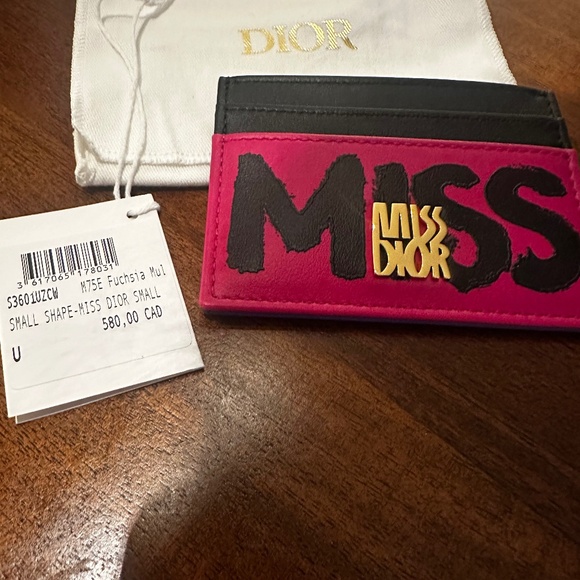 DIOR
MISS
MISS
DIOR
3 617065 178031
S3601UZCW M75E Fuchsia Mul
SMALL SHAPE-MISS DIOR SMALL
580,00 CAD
U